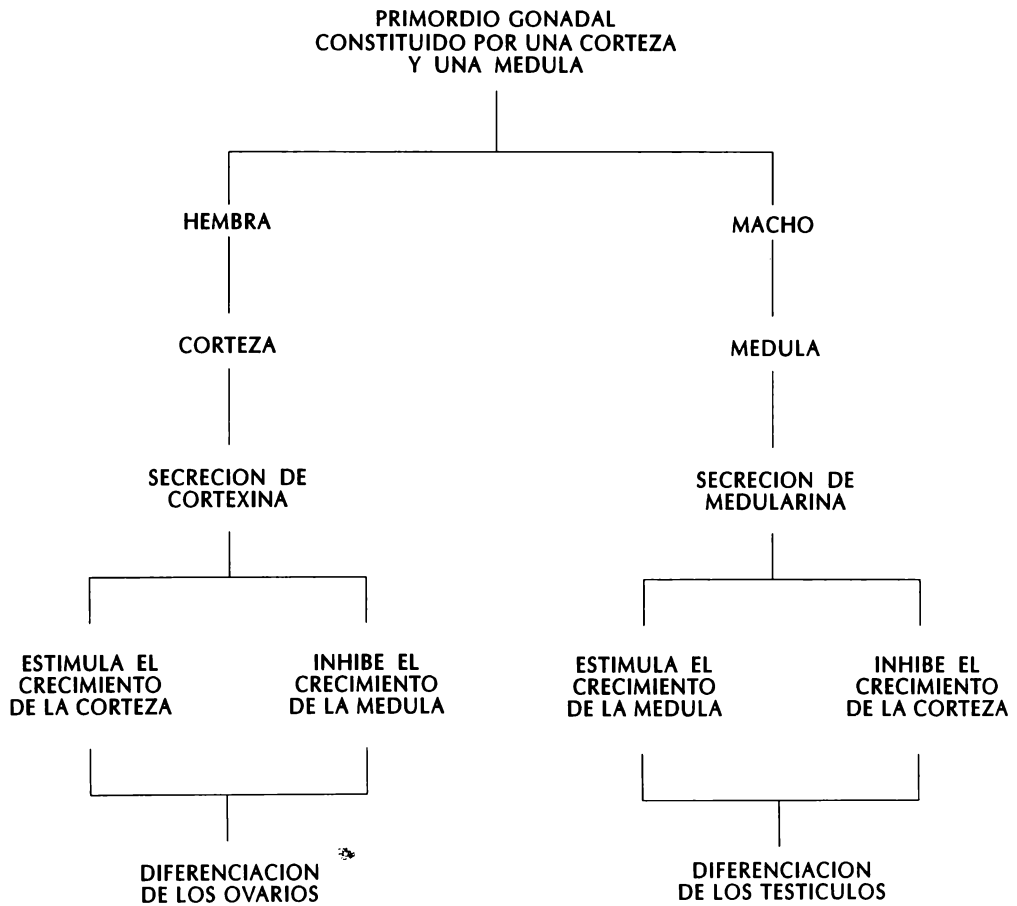 PRIMORDIO GONADAL
CONSTITUIDO POR UNA CORTEZA
Y UNA MEDULA
HEMBRA
MACHO
CORTEZA
MEDULA
SECRECION DE
CORTEXINA
SECRECION DE
MEDULARINA
ESTIMULA EL
CRECIMIENTO
DE LA CORTEZA
INHIBE EL
CRECIMIENTO
DE LA MEDULA
ESTIMULA EL
CRECIMIENTO
DE LA MEDULA
INHIBE EL
CRECIMIENTO
DE LA CORTEZA
DIFERENCIACION
DE LOS OVARIOS
DIFERENCIACION
DE LOS TESTICULOS